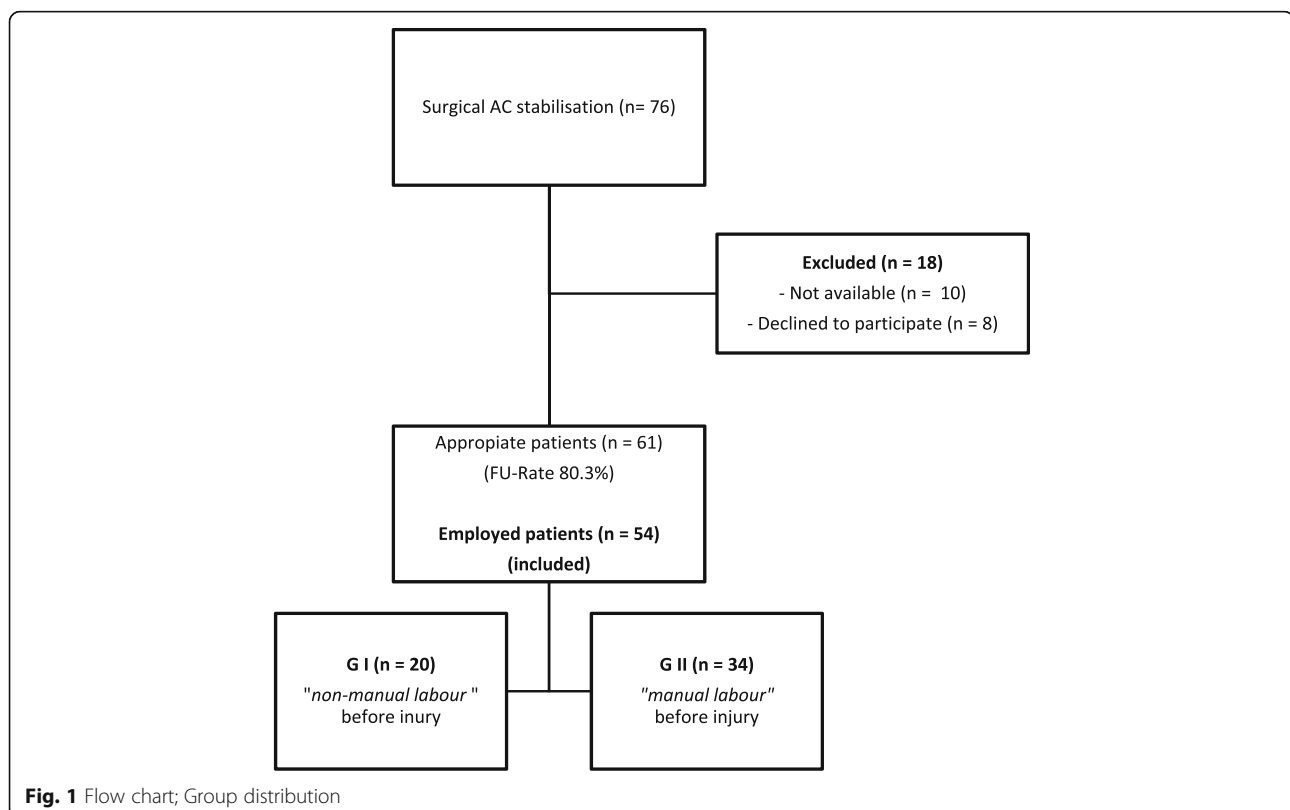 Surgical AC stabilisation (n= 76)
Excluded (n = 18)
- Not available (n = 10)
- Declined to participate (n = 8)
Appropiate patients (n = 61)
(FU-Rate 80.3%)
Employed patients (n = 54)
(included)
G I (n = 20)
"non-manual labour "
before inury
G II (n = 34)
"manual labour"
before injury
Fig. 1 Flow chart; Group distribution